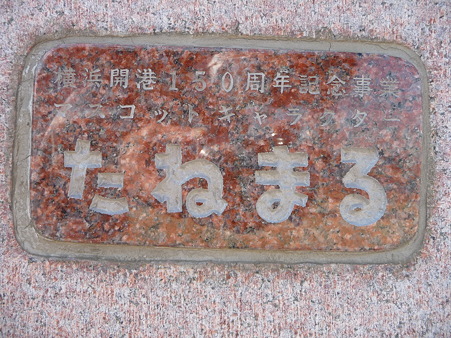 横浜開港150周年記念事業
マスコットキャラクター
たねまる